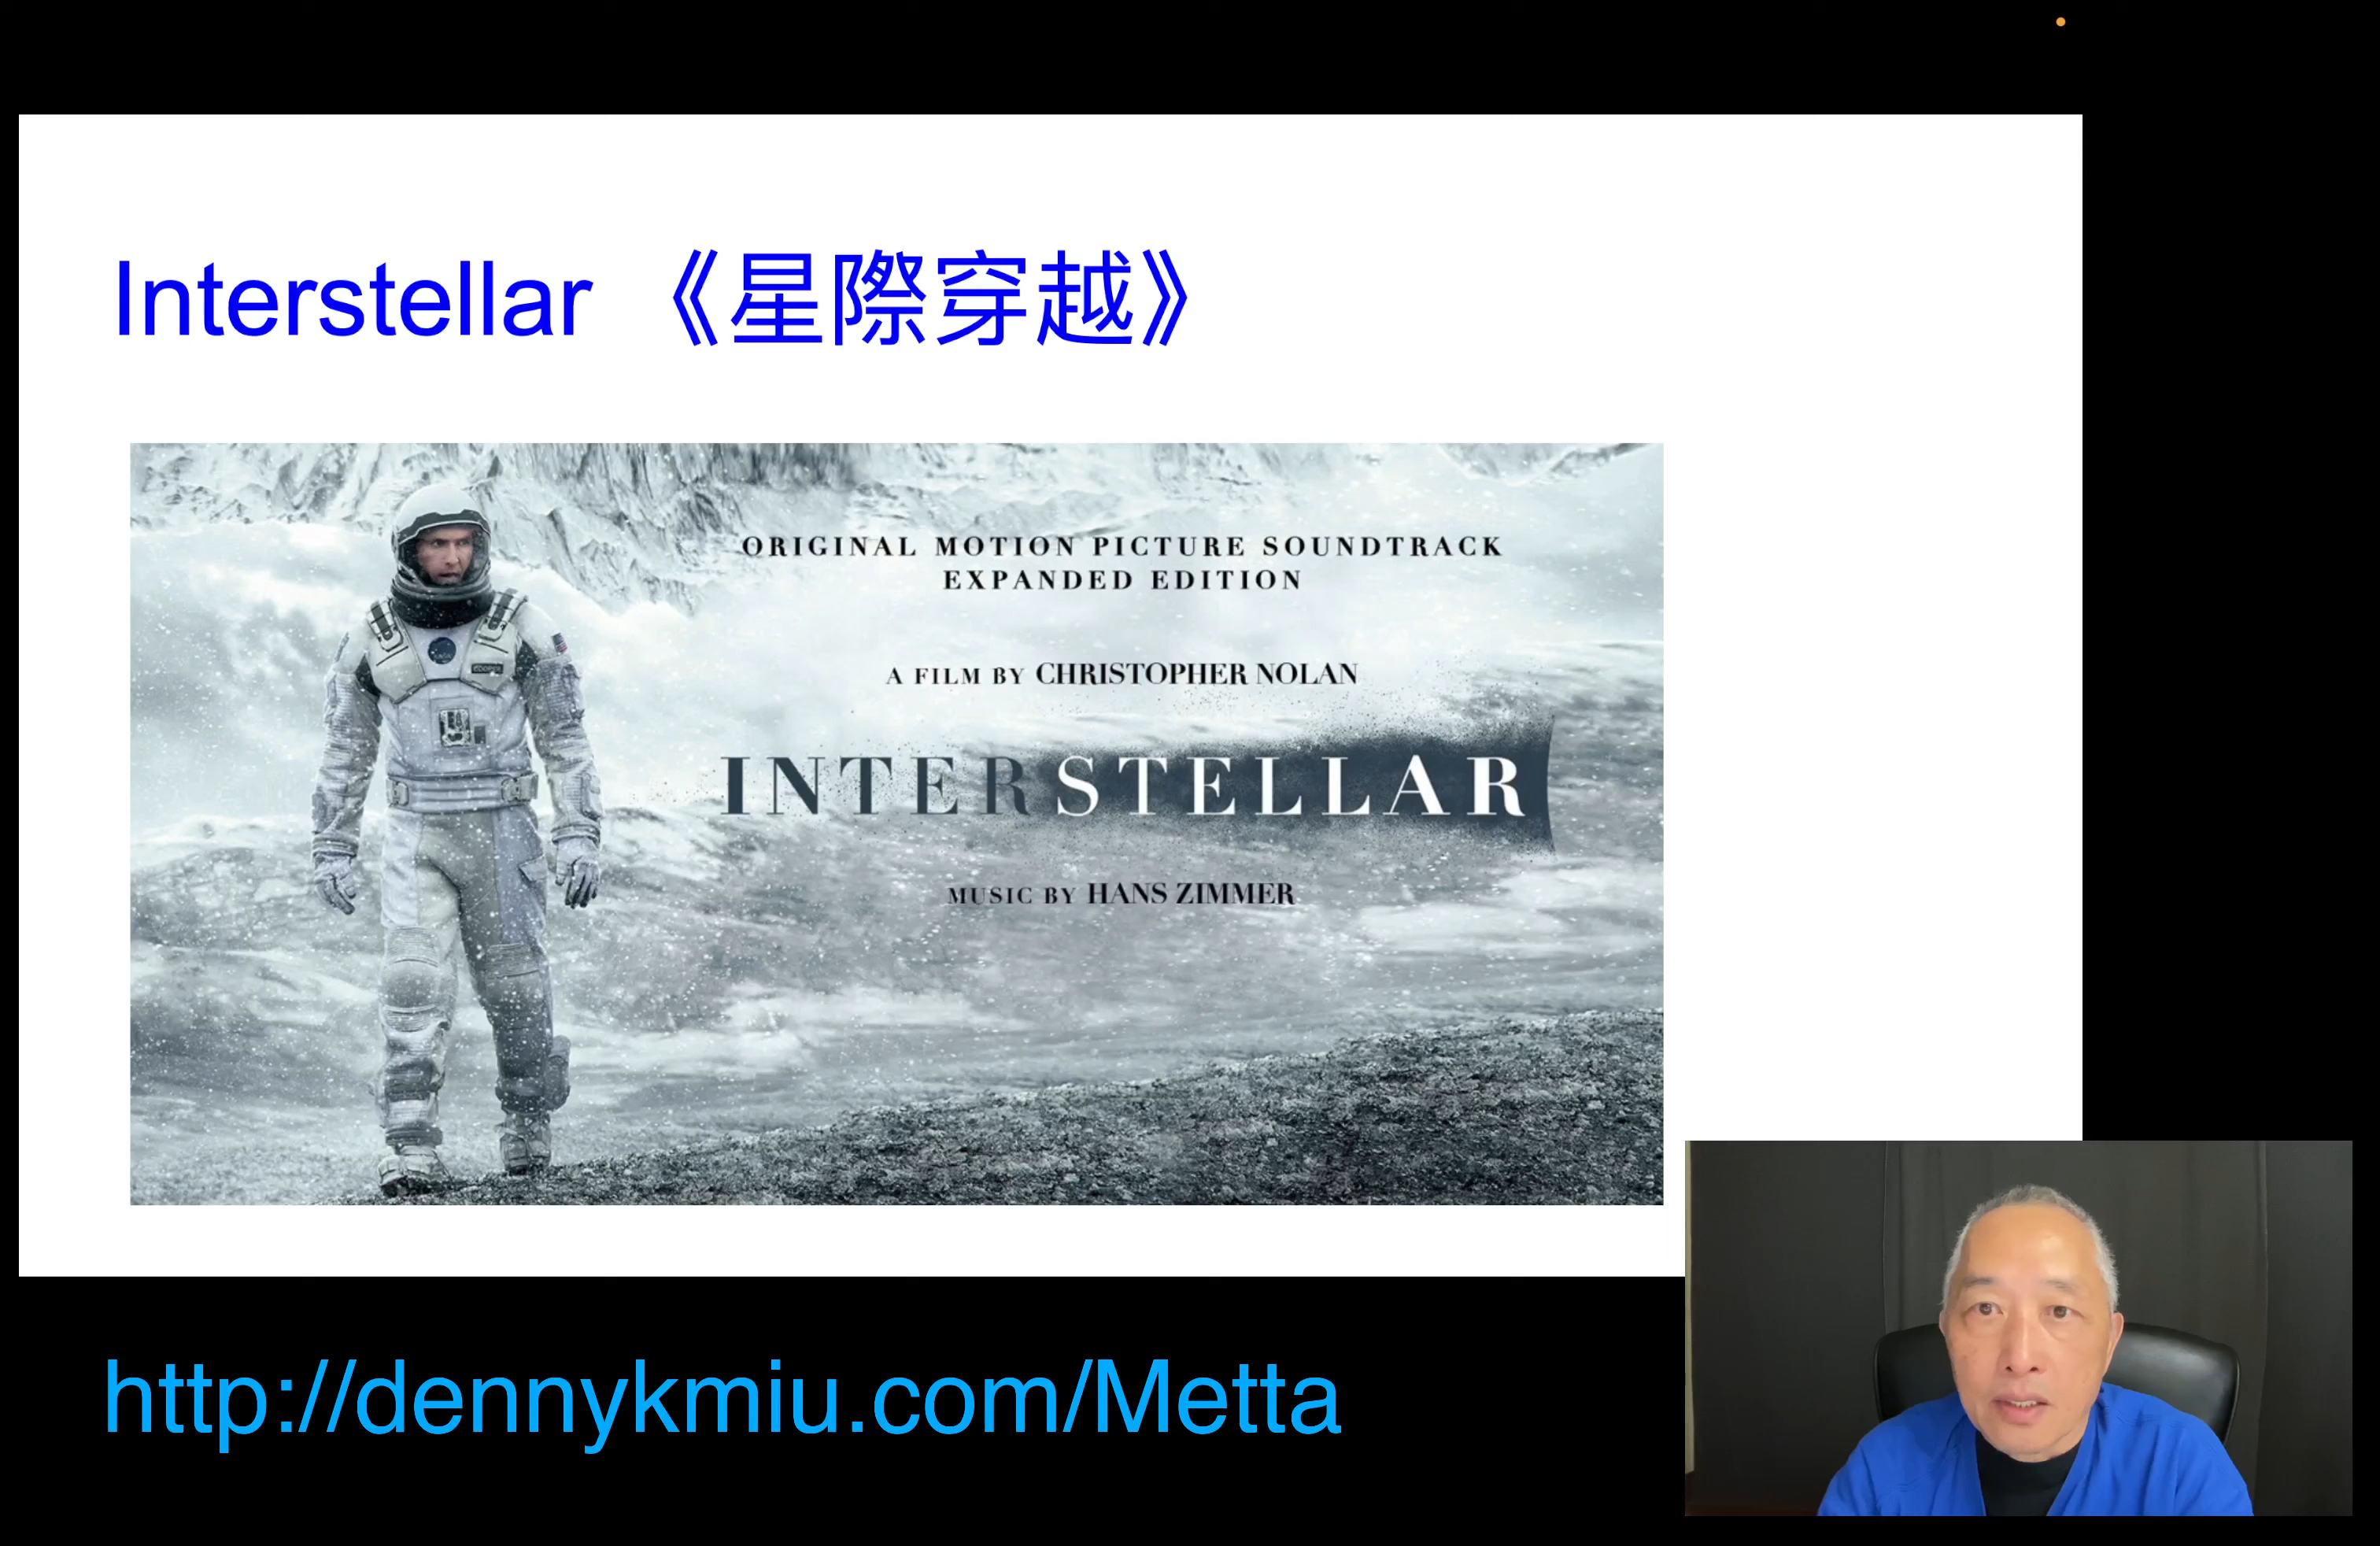 Interstellar 《星際穿越》
ORIGINAL MOTION PICTURE SOUNDTRACK
EXPANDED EDITION
A FILM BY CHRISTOPHER NOLAN
INTERSTELLAR
MUSIC BY HANS ZIMMER
COOPER
http://dennykmiu.com/Metta